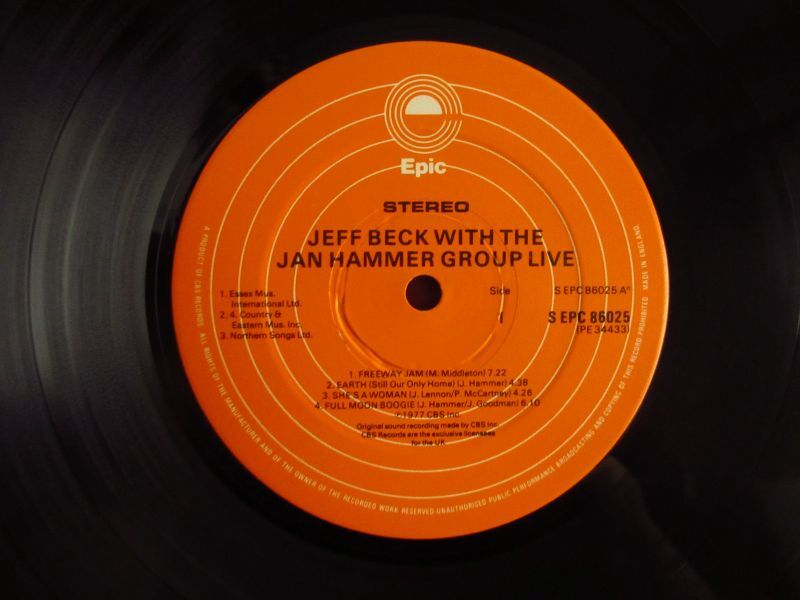 Epic
STEREO
JEFF BECK WITH THE
JAN HAMMER GROUP LIVE
1. Essex Mus.
International Ltd.
2. 4. Country &
Eastern Mus. Inc.
3. Northern Songs Ltd.
Side
1
S EPC 86025 A°
S EPC 86025
(PE 34433)
1. FREEWAY JAM (M. Middleton) 7.22
2. EARTH (Still Our Only Home) (J. Hammer) 4.38
3. SHE'S A WOMAN (J. Lennon/P. McCartney) 4.26
4. FULL MOON BOOGIE (J. Hammer/J. Goodman) 6.10
℗1977 CBS Inc.
Original sound recording made by CBS Inc.
CBS Records are the exclusive licensees
for the UK
A PRODUCT OF CBS RECORDS. ALL RIGHTS OF THE MANUFACTURER AND OF THE OWNER OF THE RECORDED WORK RESERVED·UNAUTHORISED PUBLIC PERFORMANCE BROADCASTING AND COPYING OF THIS RECORD PROHIBITED MADE IN ENGLAND.